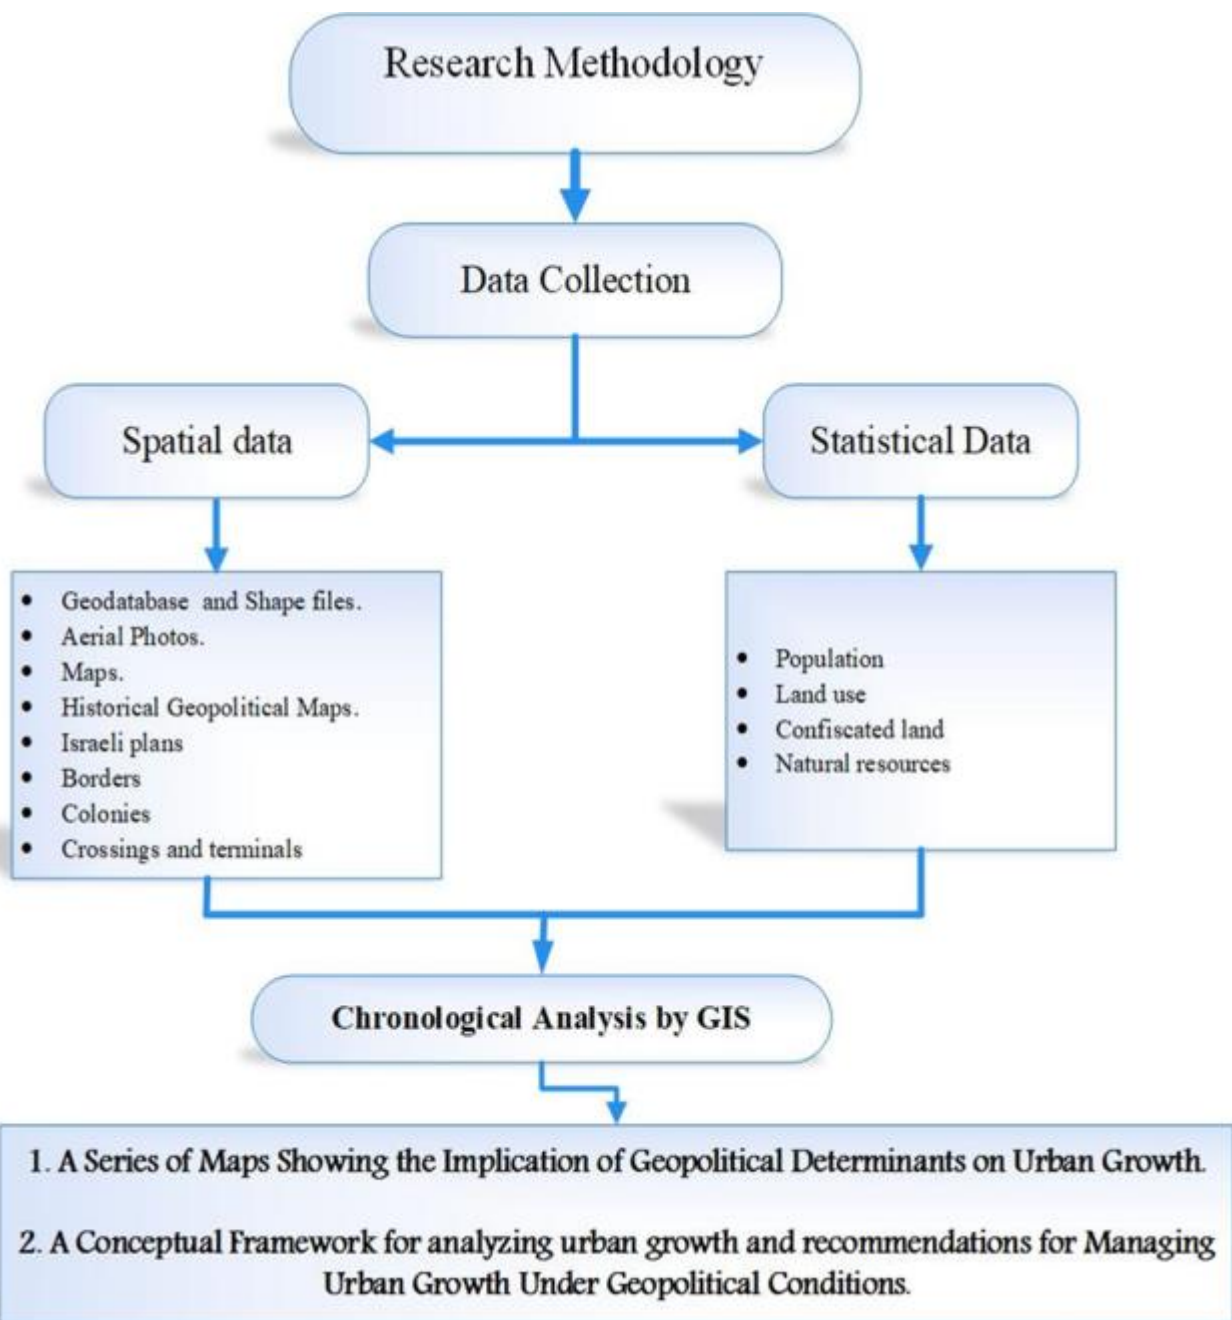 Research Methodology
Data Collection
Spatial data
Statistical Data
• Geodatabase and Shape files.
• Aerial Photos.
• Maps.
• Historical Geopolitical Maps.
• Israeli plans
• Borders
• Colonies
• Crossings and terminals
• Population
• Land use
• Confiscated land
• Natural resources
Chronological Analysis by GIS
1. A Series of Maps Showing the Implication of Geopolitical Determinants on Urban Growth.
2. A Conceptual Framework for analyzing urban growth and recommendations for Managing
Urban Growth Under Geopolitical Conditions.